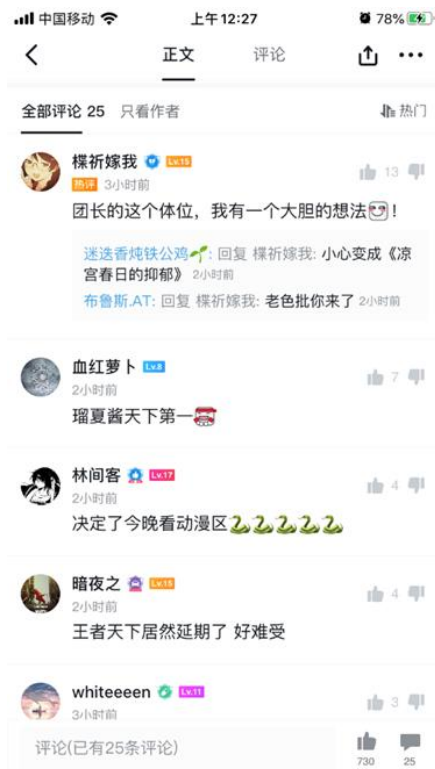 中国移动 上午12:27 78%
正文 评论
全部评论 25 只看作者 热门
楪祈嫁我 Lv.15
热评 3小时前 13
团长的这个体位，我有一个大胆的想法！
迷迭香炖铁公鸡: 回复 楪祈嫁我: 小心变成《凉
宫春日的抑郁》 2小时前
布鲁斯.AT: 回复 楪祈嫁我: 老色批你来了 2小时前
血红萝卜 Lv.8
2小时前 7
瑠夏酱天下第一
林间客 Lv.17
2小时前 4
决定了今晚看动漫区🐍🐍🐍🐍🐍
暗夜之 Lv.15
2小时前 4
王者天下居然延期了 好难受
whiteeeen Lv.11
3小时前 3
评论(已有25条评论) 730 25